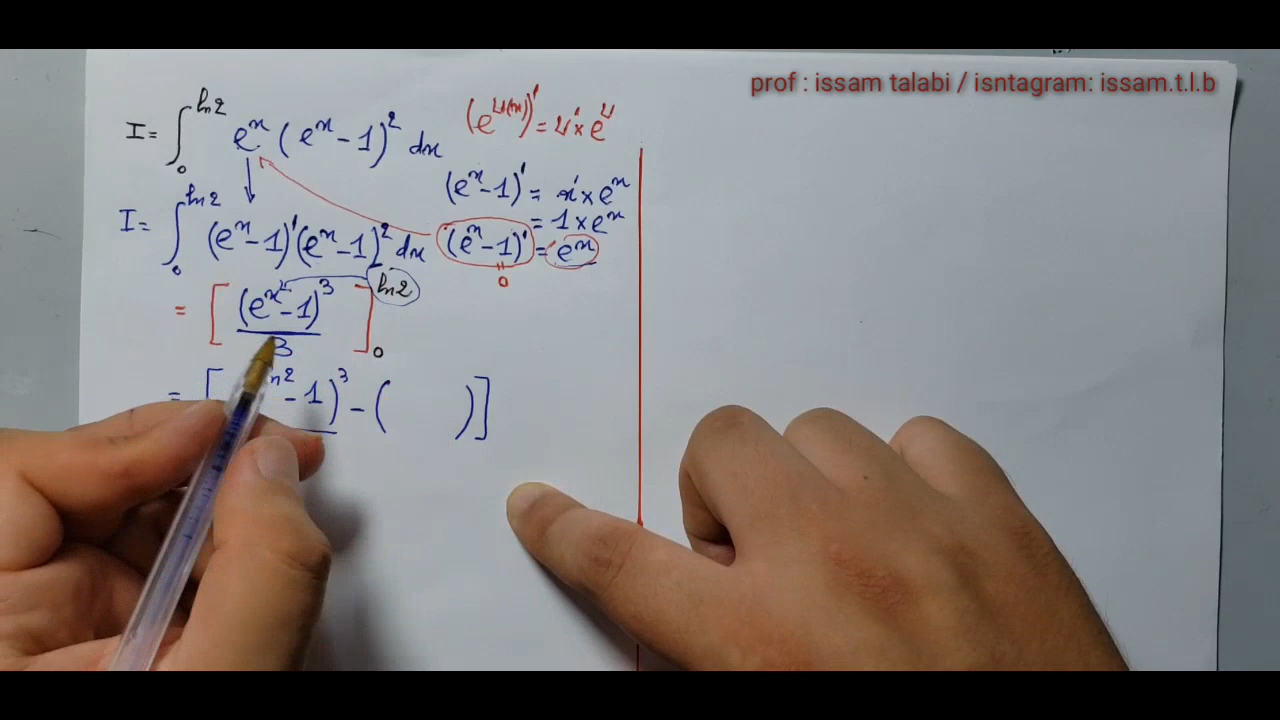 prof : issam talabi / isntagram: issam.t.l.b
I = ∫₀^{ln2} eˣ (eˣ - 1)² dx
(e^{u(x)})' = u' × e^u
(eˣ - 1)' = x' × eˣ
= 1 × eˣ
I = ∫₀^{ln2} (eˣ - 1)' (eˣ - 1)² dx
(eˣ - 1)' = eˣ
0
= [ (eˣ - 1)³ / 3 ]₀^{ln2}
= [ - 1)³ - ( ) ]